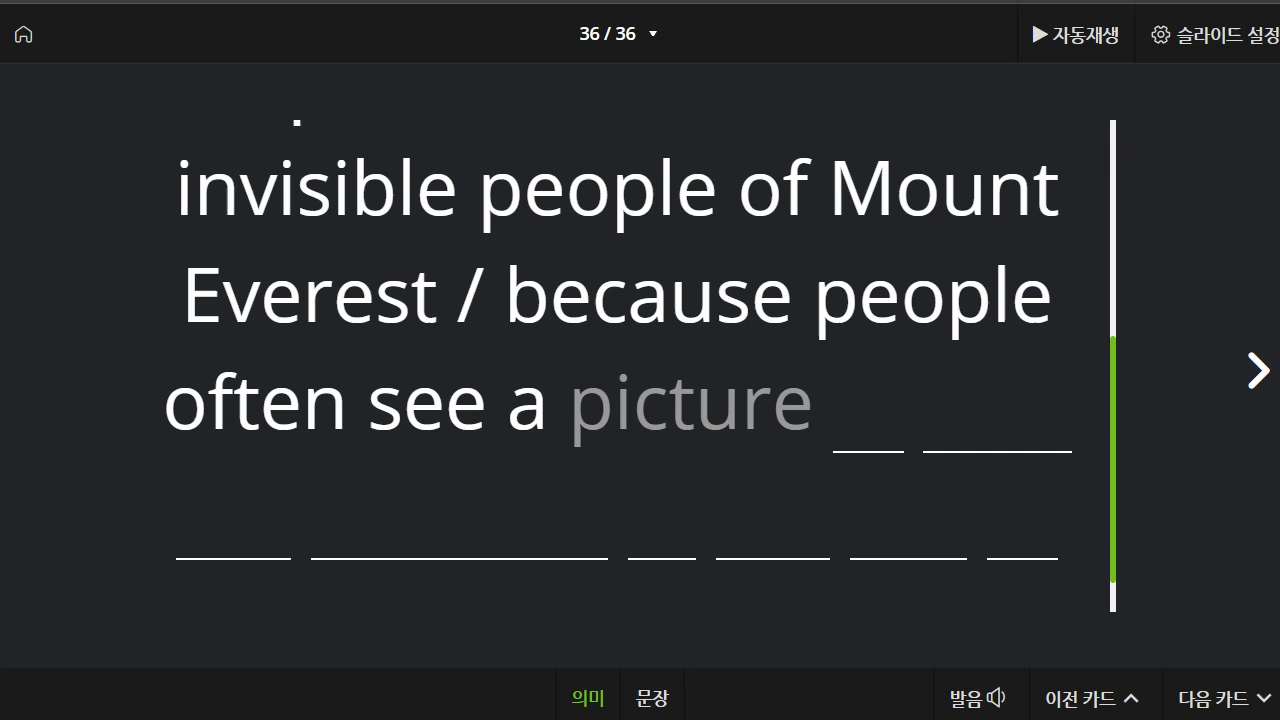 36 / 36
자동재생
슬라이드 설정
invisible people of Mount
Everest / because people
often see a picture
의미
문장
발음
이전 카드
다음 카드